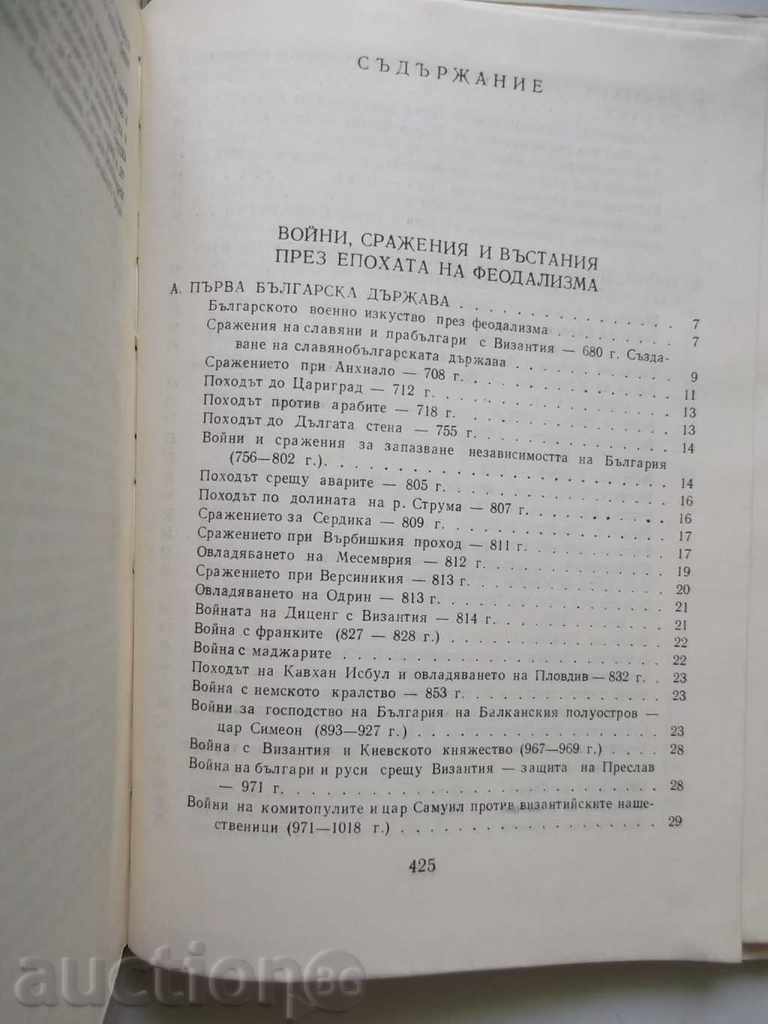 СЪДЪРЖАНИЕ
ВОЙНИ, СРАЖЕНИЯ И ВЪСТАНИЯ
ПРЕЗ ЕПОХАТА НА ФЕОДАЛИЗМА
А. ПЪРВА БЪЛГАРСКА ДЪРЖАВА . . . . . . . . . . . . . . . 7
Българското военно изкуство през феодализма . . . . . . . . 7
Сражения на славяни и прабългари с Византия — 680 г. Създа-
ване на славянобългарската държава . . . . . . . . . . . 9
Сражението при Анхиало — 708 г. . . . . . . . . . . . . . 11
Походът до Цариград — 712 г. . . . . . . . . . . . . . . 13
Походът против арабите — 718 г. . . . . . . . . . . . . . 13
Походът до Дългата стена — 755 г. . . . . . . . . . . . . 14
Войни и сражения за запазване независимостта на България
(756—802 г.). . . . . . . . . . . . . . . . . . . . . 14
Походът срещу аварите — 805 г. . . . . . . . . . . . . . 16
Походът по долината на р. Струма — 807 г. . . . . . . . . . 16
Сражението за Сердика — 809 г. . . . . . . . . . . . . . 17
Сражението при Върбишкия проход — 811 г. . . . . . . . . . 17
Овладяването на Месемврия — 812 г. . . . . . . . . . . . 19
Сражението при Версиникия — 813 г. . . . . . . . . . . . 20
Овладяването на Одрин — 813 г. . . . . . . . . . . . . . 21
Войната на Диценг с Византия — 814 г. . . . . . . . . . . 21
Война с франките (827 — 828 г.) . . . . . . . . . . . . . 22
Война с маджарите . . . . . . . . . . . . . . . . . . 22
Походът на Кавхан Исбул и овладяването на Пловдив — 832 г. . 23
Война с немското кралство — 853 г. . . . . . . . . . . . 23
Войни за господство на България на Балканския полуостров —
цар Симеон (893—927 г.) . . . . . . . . . . . . . . . 23
Война с Византия и Киевското княжество (967—969 г.) . . . . 28
Война на българи и руси срещу Византия — защита на Преслав
— 971 г. . . . . . . . . . . . . . . . . . . . . . . 28
Войни на комитопулите и цар Самуил против византийските наше-
ственици (971—1018 г.) . . . . . . . . . . . . . . . . 29
425
auction.BG